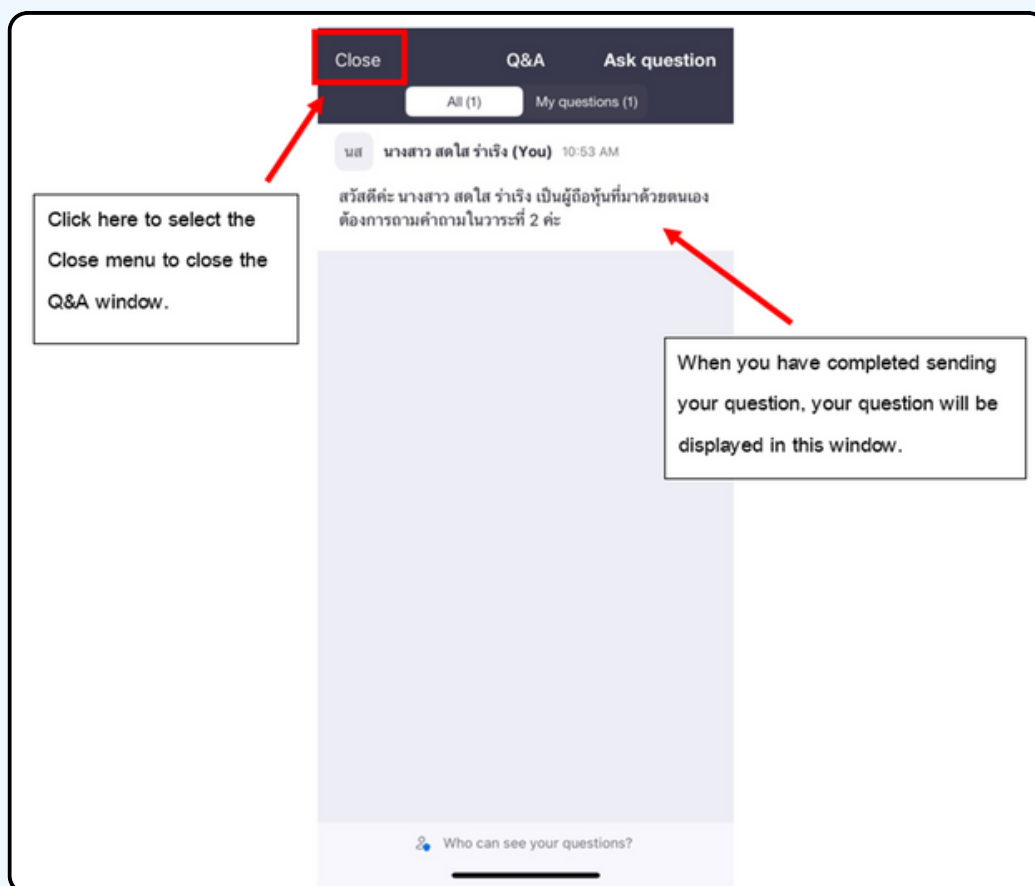 Close
Q&A
Ask question
All (1)
My questions (1)
นส
นางสาว สดใส ร่าเริง (You) 10:53 AM
สวัสดีค่ะ นางสาว สดใส ร่าเริง เป็นผู้ถือหุ้นที่มาด้วยตนเอง
ต้องการถามคำถามในวาระที่ 2 ค่ะ
Click here to select the
Close menu to close the
Q&A window.
When you have completed sending
your question, your question will be
displayed in this window.
Who can see your questions?